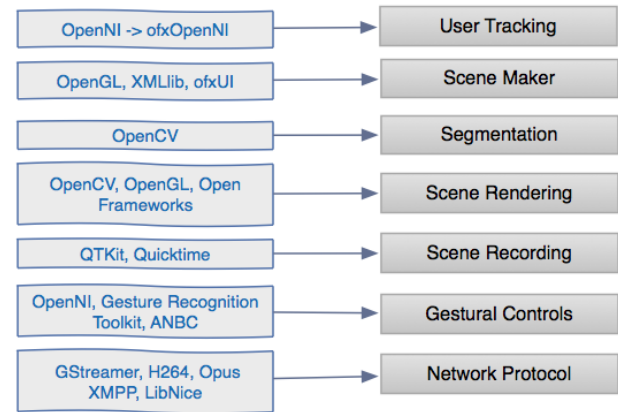 OpenNI -> ofxOpenNI
User Tracking
OpenGL, XMLlib, ofxUI
Scene Maker
OpenCV
Segmentation
OpenCV, OpenGL, Open
Frameworks
Scene Rendering
QTKit, Quicktime
Scene Recording
OpenNI, Gesture Recognition
Toolkit, ANBC
Gestural Controls
GStreamer, H264, Opus
XMPP, LibNice
Network Protocol